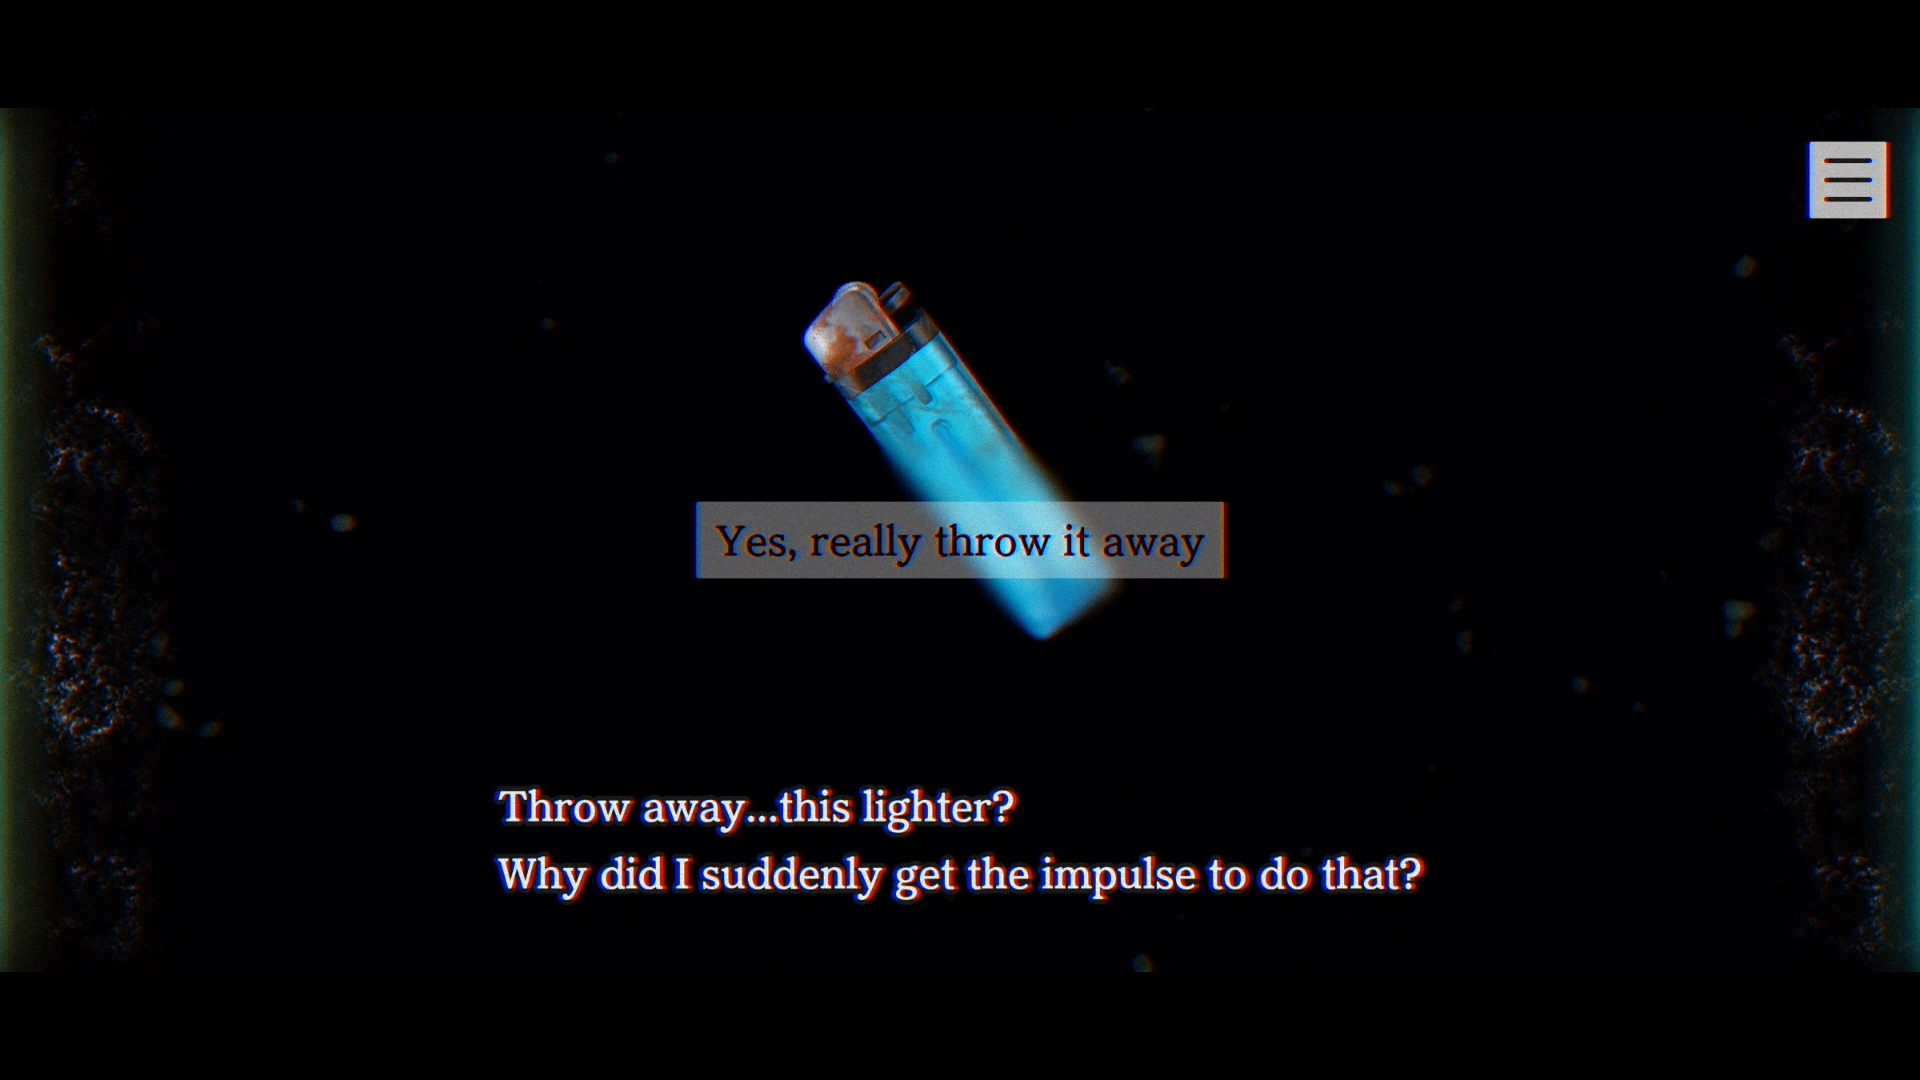 Yes, really throw it away
Throw away...this lighter?
Why did I suddenly get the impulse to do that?